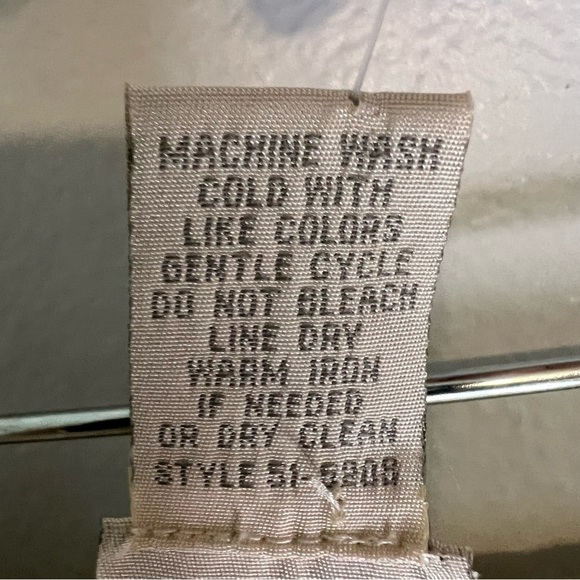 MACHINE WASH
COLD WITH
LIKE COLORS
GENTLE CYCLE
DO NOT BLEACH
LINE DRY
WARM IRON
IF NEEDED
OR DRY CLEAN
STYLE